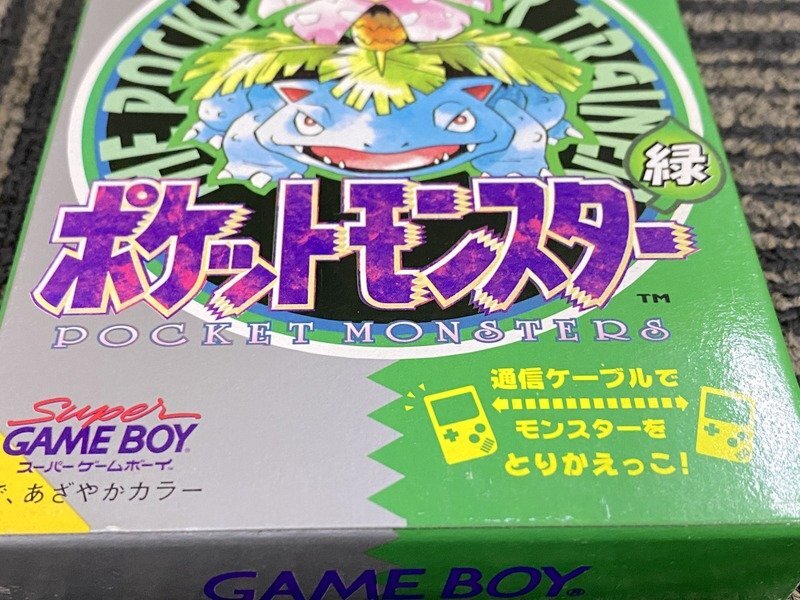 THE POCKET MONSTER TRAINER
緑
ポケットモンスター
TM
POCKET MONSTERS
通信ケーブルで
モンスターを
とりかえっこ！
Super
GAME BOY
スーパーゲームボーイ
で、あざやかカラー
GAME BOY®